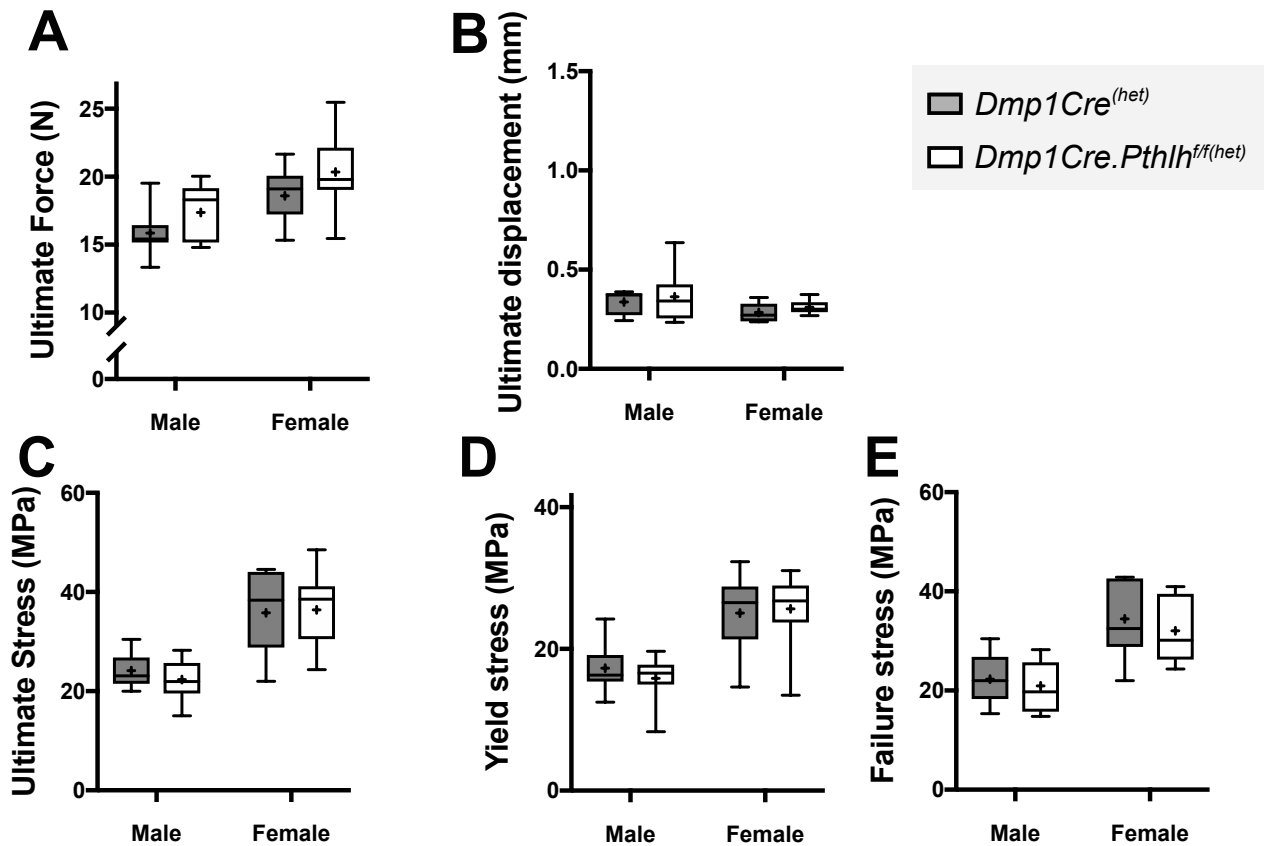 A
Ultimate Force (N)
25
20
15
10
0
Male Female
B
Ultimate displacement (mm)
1.5
1.0
0.5
0.0
Male Female
Dmp1Cre(het)
Dmp1Cre.Pthlhf/f(het)
C
Ultimate Stress (MPa)
60
40
20
0
Male Female
D
Yield stress (MPa)
40
20
0
Male Female
E
Failure stress (MPa)
60
40
20
0
Male Female